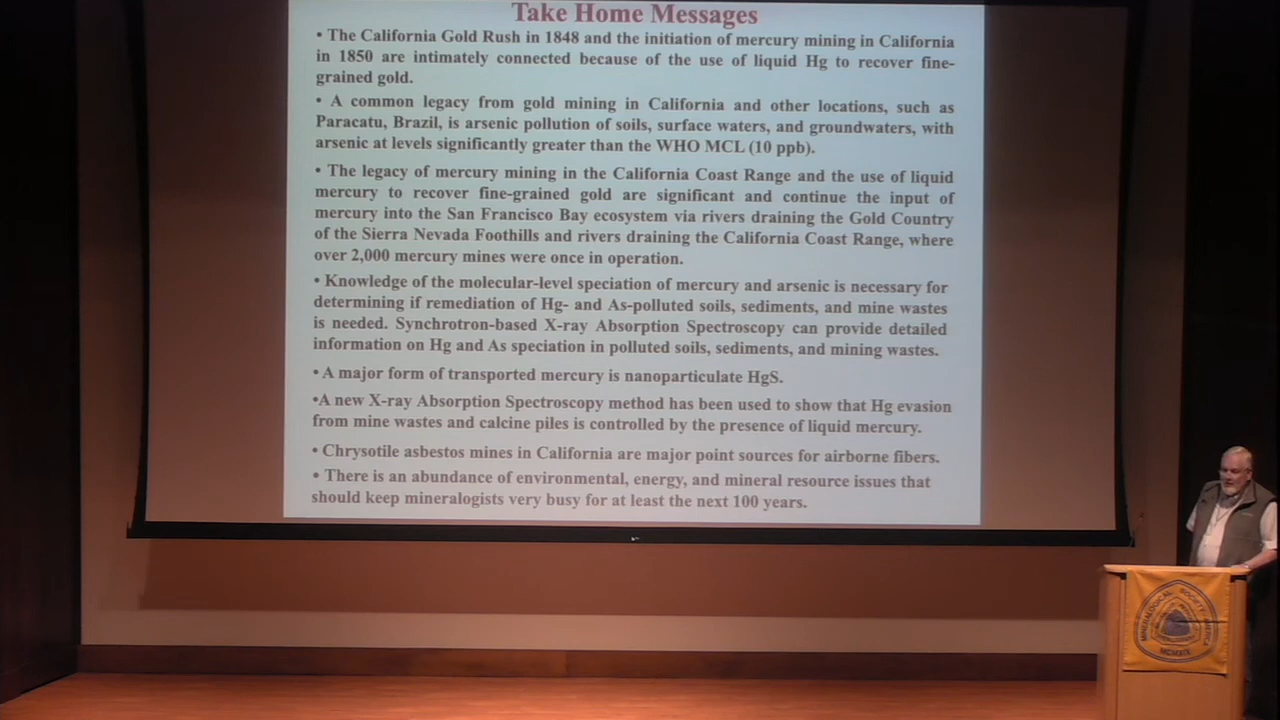 Take Home Messages
• The California Gold Rush in 1848 and the initiation of mercury mining in California
in 1850 are intimately connected because of the use of liquid Hg to recover fine-
grained gold.
• A common legacy from gold mining in California and other locations, such as
Paracatu, Brazil, is arsenic pollution of soils, surface waters, and groundwaters, with
arsenic at levels significantly greater than the WHO MCL (10 ppb).
• The legacy of mercury mining in the California Coast Range and the use of liquid
mercury to recover fine-grained gold are significant and continue the input of
mercury into the San Francisco Bay ecosystem via rivers draining the Gold Country
of the Sierra Nevada Foothills and rivers draining the California Coast Range, where
over 2,000 mercury mines were once in operation.
• Knowledge of the molecular-level speciation of mercury and arsenic is necessary for
determining if remediation of Hg- and As-polluted soils, sediments, and mine wastes
is needed. Synchrotron-based X-ray Absorption Spectroscopy can provide detailed
information on Hg and As speciation in polluted soils, sediments, and mining wastes.
• A major form of transported mercury is nanoparticulate HgS.
•A new X-ray Absorption Spectroscopy method has been used to show that Hg evasion
from mine wastes and calcine piles is controlled by the presence of liquid mercury.
• Chrysotile asbestos mines in California are major point sources for airborne fibers.
• There is an abundance of environmental, energy, and mineral resource issues that
should keep mineralogists very busy for at least the next 100 years.
MINERALOGICAL SOCIETY AMERICA
MCMXIX